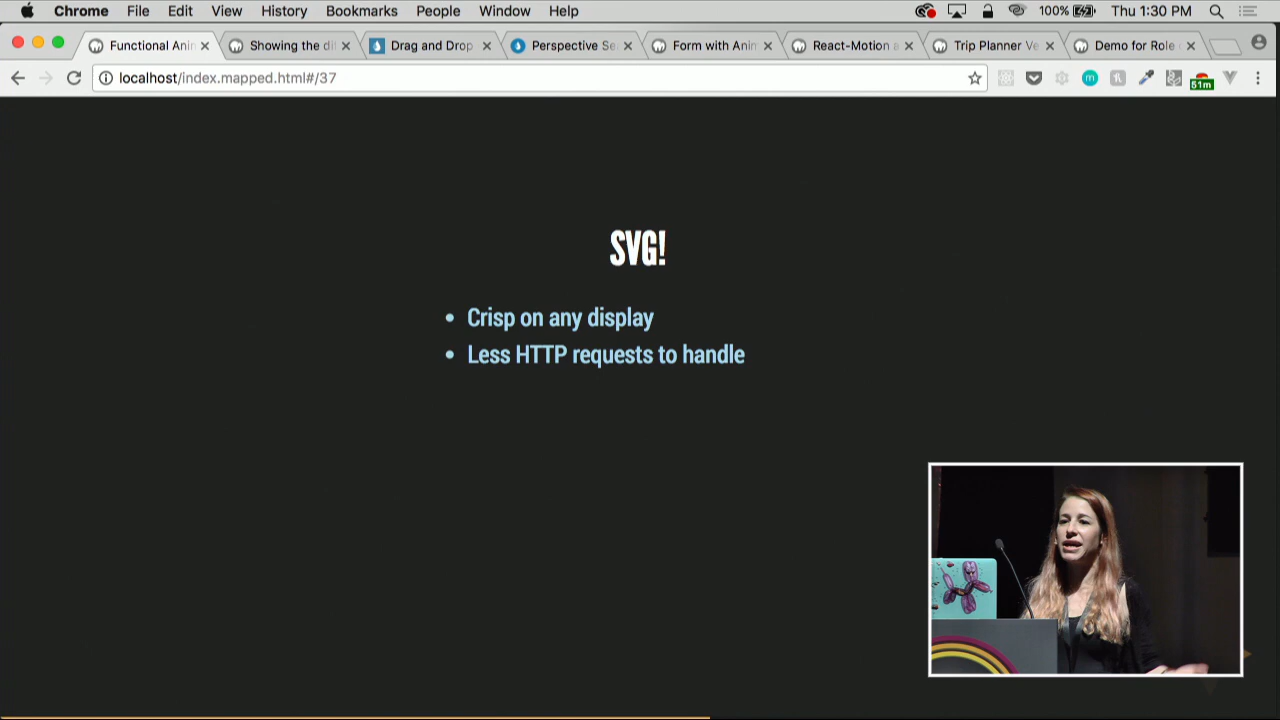 Chrome File Edit View History Bookmarks People Window Help 100% Thu 1:30 PM
Functional Anin Showing the di Drag and Drop Perspective Se Form with Anim React-Motion a Trip Planner Ve Demo for Role
localhost/index.mapped.html#/37
51m
SVG!
• Crisp on any display
• Less HTTP requests to handle